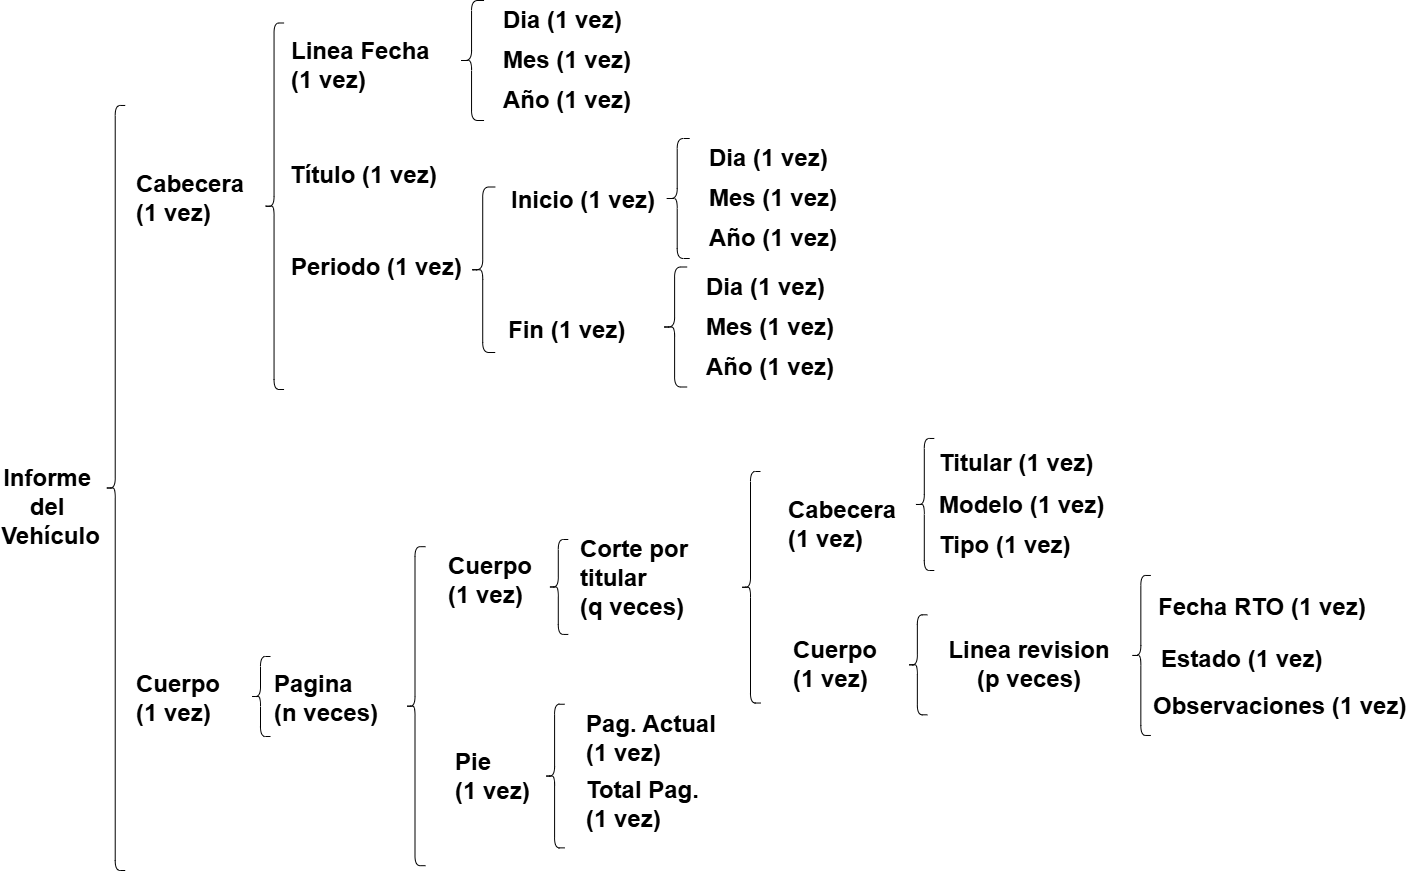 Informe
del
Vehículo
Cabecera
(1 vez)
Linea Fecha
(1 vez)
Dia (1 vez)
Mes (1 vez)
Año (1 vez)
Título (1 vez)
Periodo (1 vez)
Inicio (1 vez)
Dia (1 vez)
Mes (1 vez)
Año (1 vez)
Fin (1 vez)
Dia (1 vez)
Mes (1 vez)
Año (1 vez)
Cuerpo
(1 vez)
Pagina
(n veces)
Cuerpo
(1 vez)
Corte por
titular
(q veces)
Cabecera
(1 vez)
Titular (1 vez)
Modelo (1 vez)
Tipo (1 vez)
Cuerpo
(1 vez)
Linea revision
(p veces)
Fecha RTO (1 vez)
Estado (1 vez)
Observaciones (1 vez)
Pie
(1 vez)
Pag. Actual
(1 vez)
Total Pag.
(1 vez)